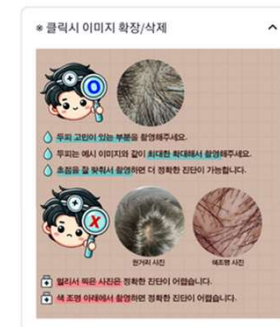 ※ 클릭시 이미지 확장/삭제
O
두피 고민이 있는 부분을 촬영해주세요.
두피는 예시 이미지와 같이 최대한 확대해서 촬영해주세요.
초점을 잘 맞춰서 촬영하면 더 정확한 진단이 가능합니다.
X
원거리 사진
색조명 사진
멀리서 찍은 사진은 정확한 진단이 어렵습니다.
색 조명 아래에서 촬영하면 정확한 진단이 어렵습니다.